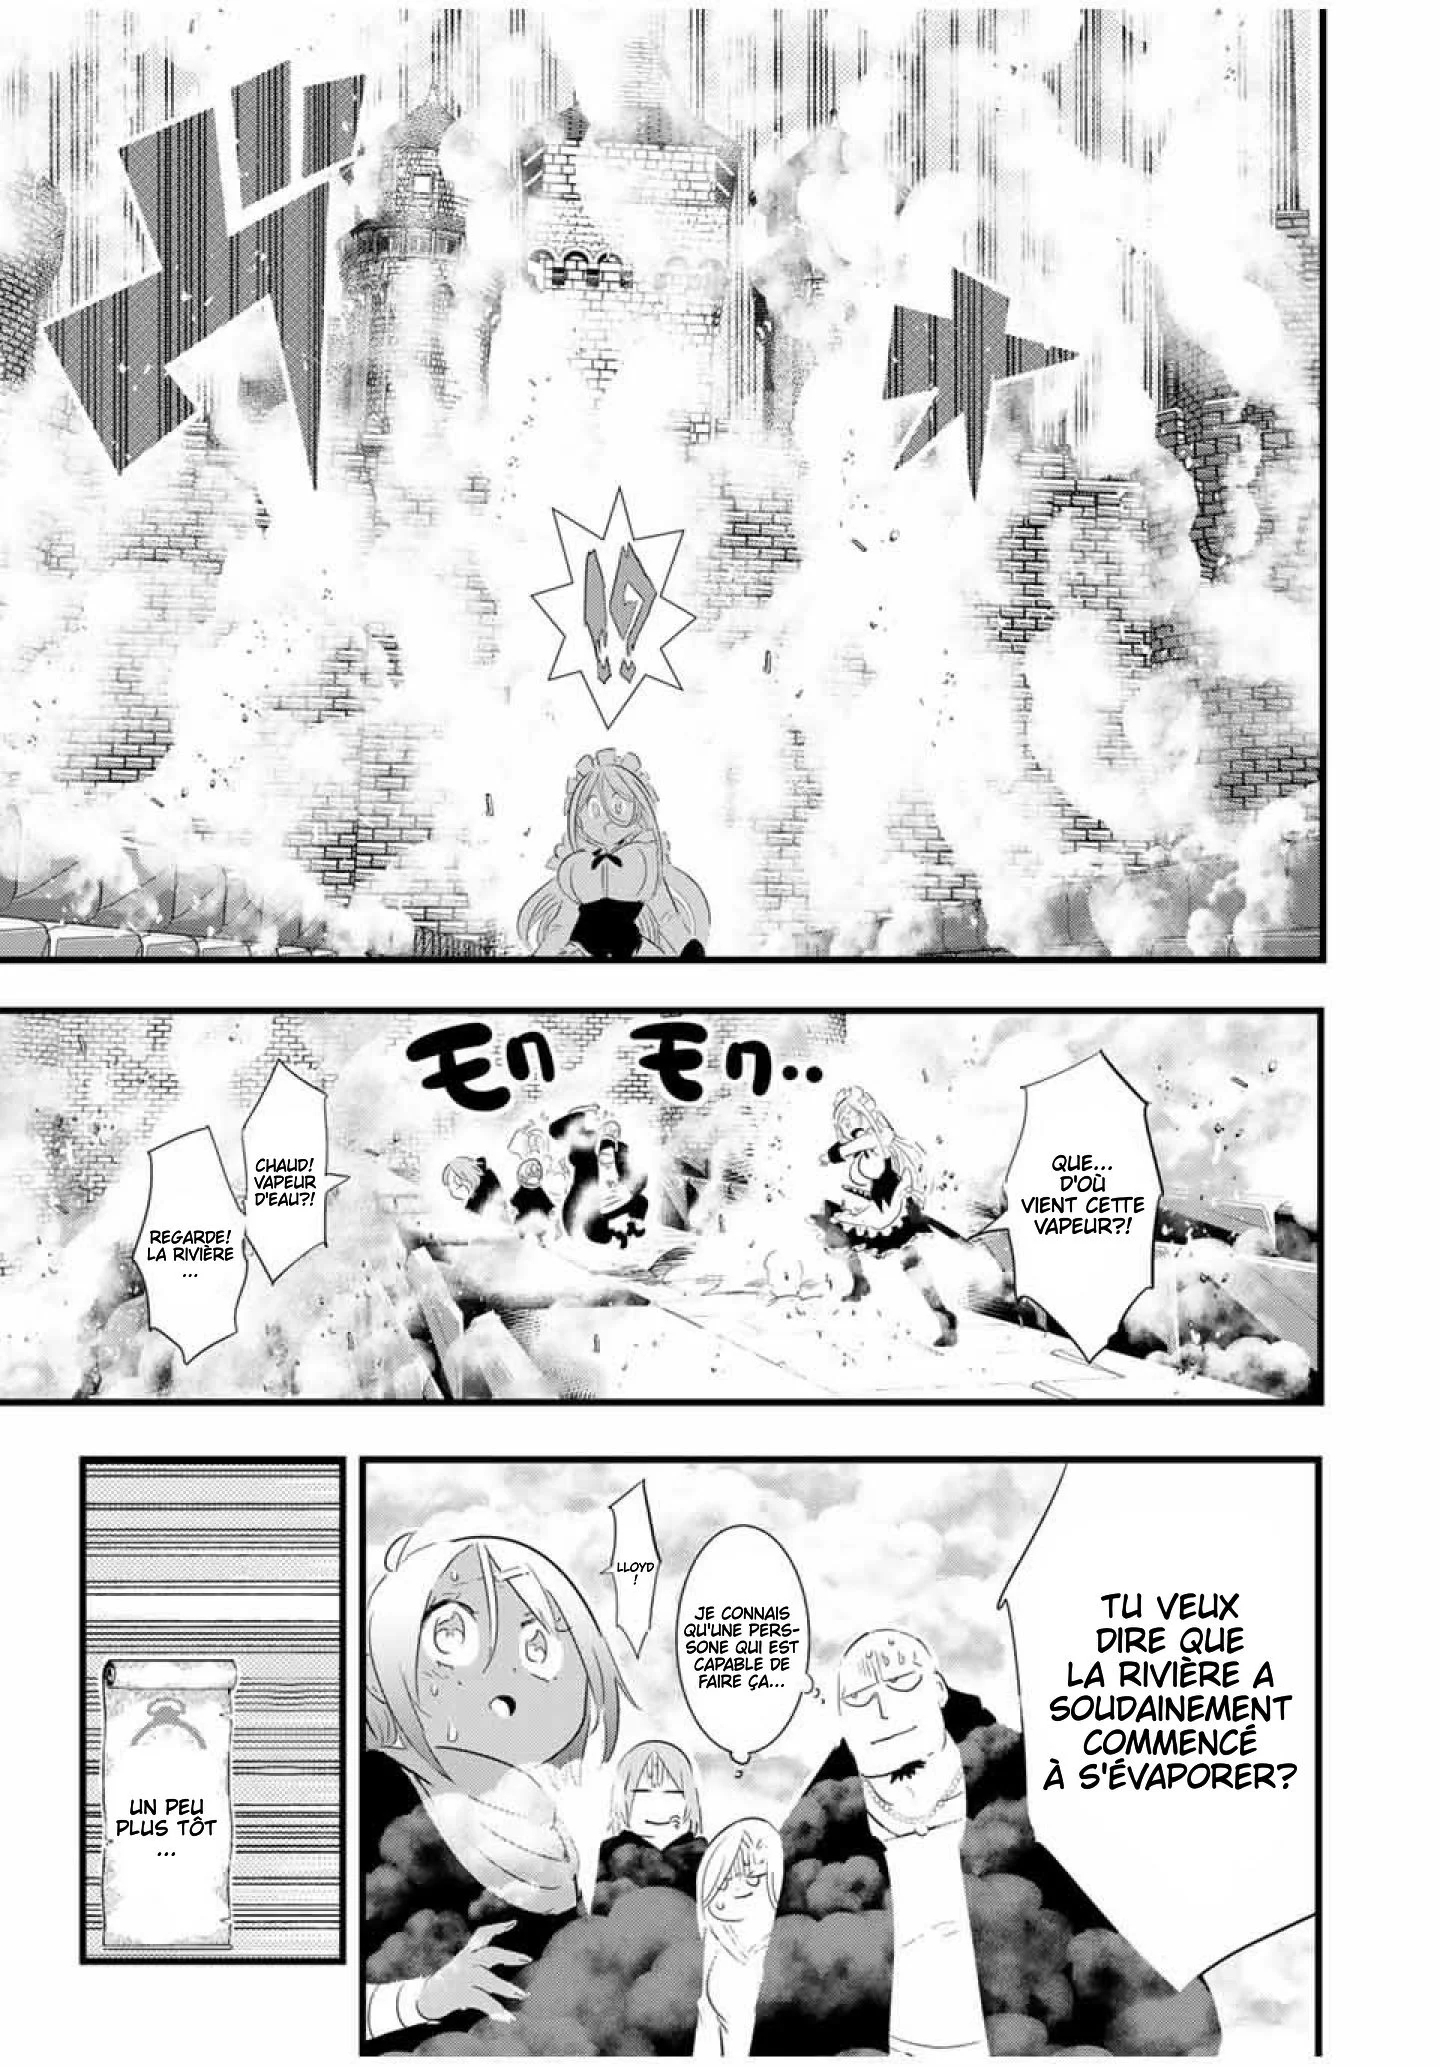 !?
モワ
モワ・・
QUE...
D'OÙ
VIENT CETTE
VAPEUR?!
CHAUD!
VAPEUR
D'EAU?!
REGARDE!
LA RIVIÈRE
...
TU VEUX
DIRE QUE
LA RIVIÈRE A
SOUDAINEMENT
COMMENCÉ
À S'ÉVAPORER?
JE CONNAIS
QU'UNE PERS-
SONE QUI EST
CAPABLE DE
FAIRE ÇA...
LLOYD
!
UN PEU
PLUS TÔT
...